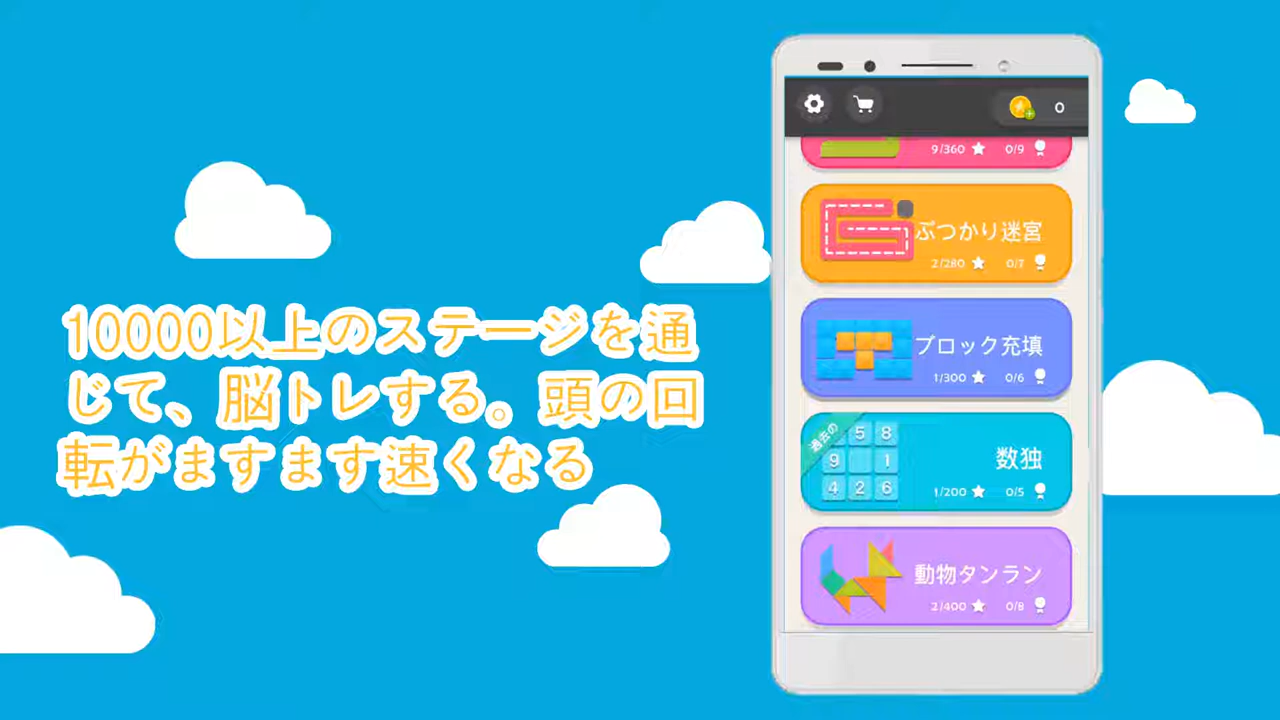 10000以上のステージを通
じて、脳トレする。頭の回
転がますます速くなる
0
9/360 0/9
ぶつかり迷宮
2/280 0/7
ブロック充填
1/300 0/6
過去の
5 8
9 1
4 2 6
数独
1/200 0/5
動物タンラン
2/400 0/8